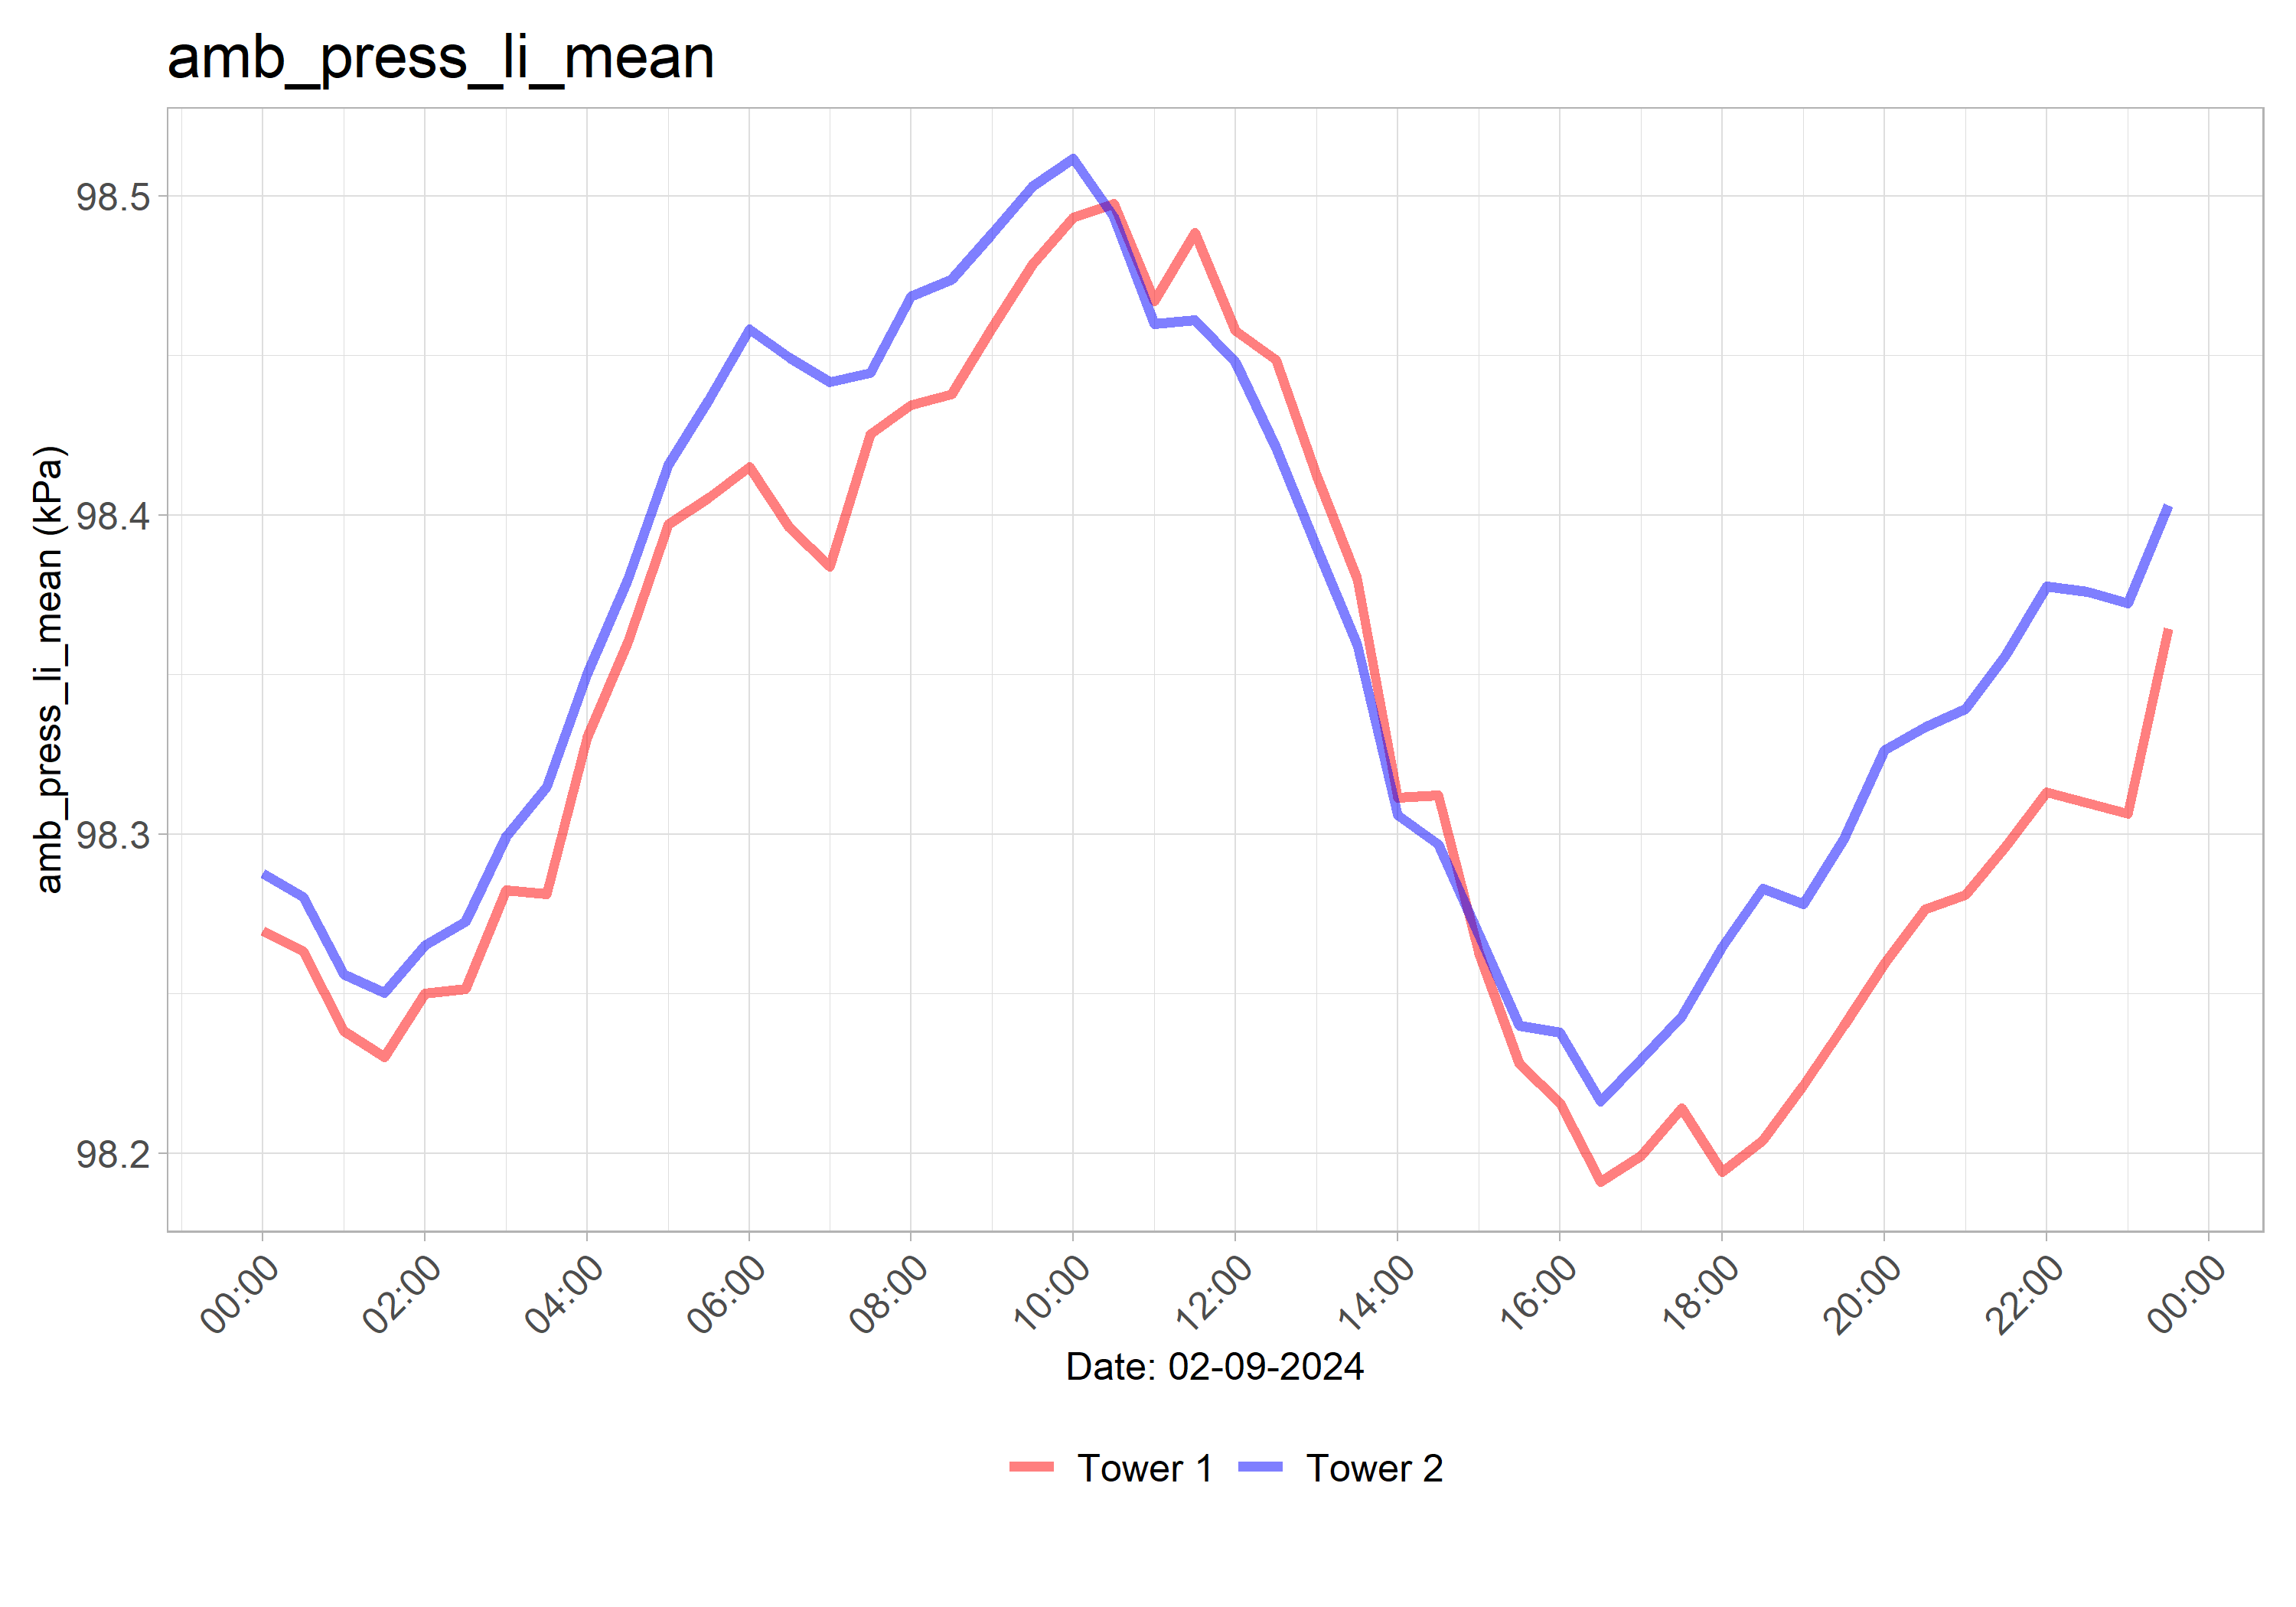 amb_press_li_mean
amb_press_li_mean (kPa)
98.5
98.4
98.3
98.2
00:00 02:00 04:00 06:00 08:00 10:00 12:00 14:00 16:00 18:00 20:00 22:00 00:00
Date: 02-09-2024
Tower 1 Tower 2